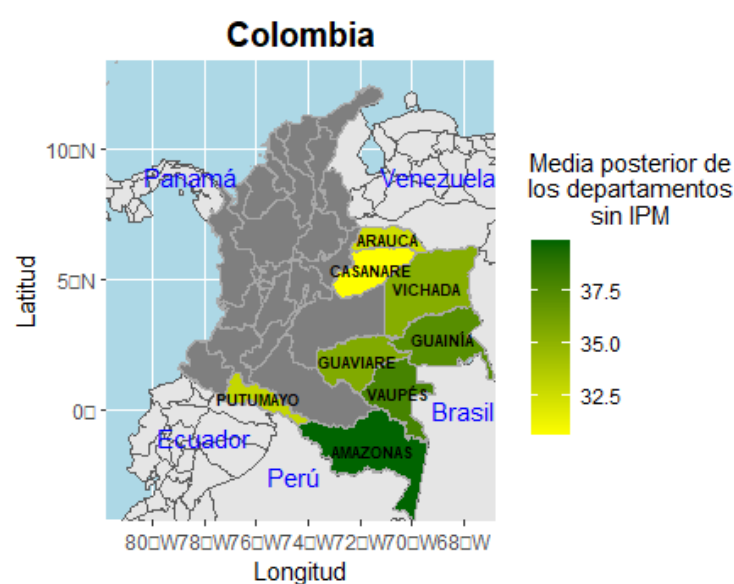 Colombia
10□N
5□N
0□
Latitud
Panamá
Venezuela
ARAUCA
CASANARE
VICHADA
GUAINÍA
GUAVIARE
VAUPÉS
PUTUMAYO
Brasil
Ecuador
AMAZONAS
Perú
80□W78□W76□W74□W72□W70□W68□W
Longitud
Media posterior de
los departamentos
sin IPM
37.5
35.0
32.5